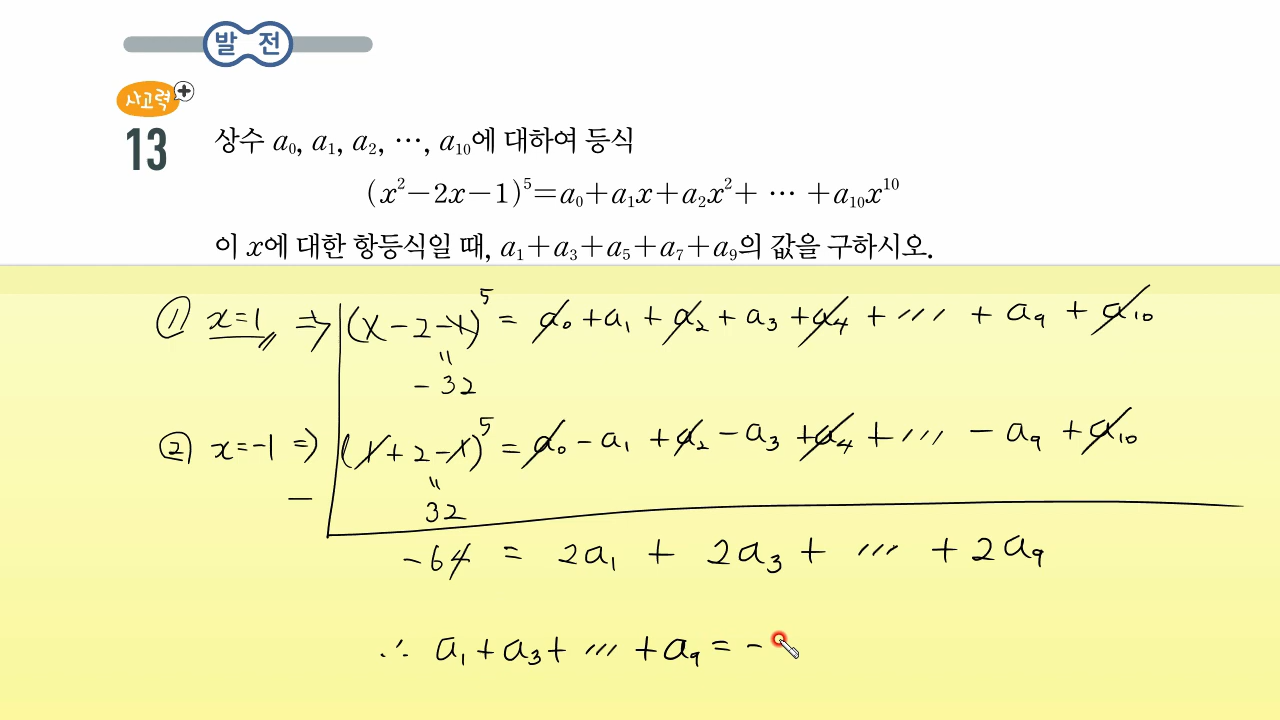 발 전
사고력 +
13 상수 a₀, a₁, a₂, ⋯, a₁₀에 대하여 등식
(x²−2x−1)⁵=a₀+a₁x+a₂x²+ ⋯ +a₁₀x¹⁰
이 x에 대한 항등식일 때, a₁+a₃+a₅+a₇+a₉의 값을 구하시오.
① x=1 ⇒ (1−2−1)⁵ = a₀ +a₁ + a₂ + a₃ +a₄ + ⋯ + a₉ + a₁₀
"
−32
② x=−1 ⇒ (1+2−1)⁵ = a₀ − a₁ + a₂ − a₃ +a₄ + ⋯ − a₉ + a₁₀
"
− 32
−64 = 2a₁ + 2a₃ + ⋯ + 2a₉
∴ a₁ + a₃ + ⋯ + a₉ = −